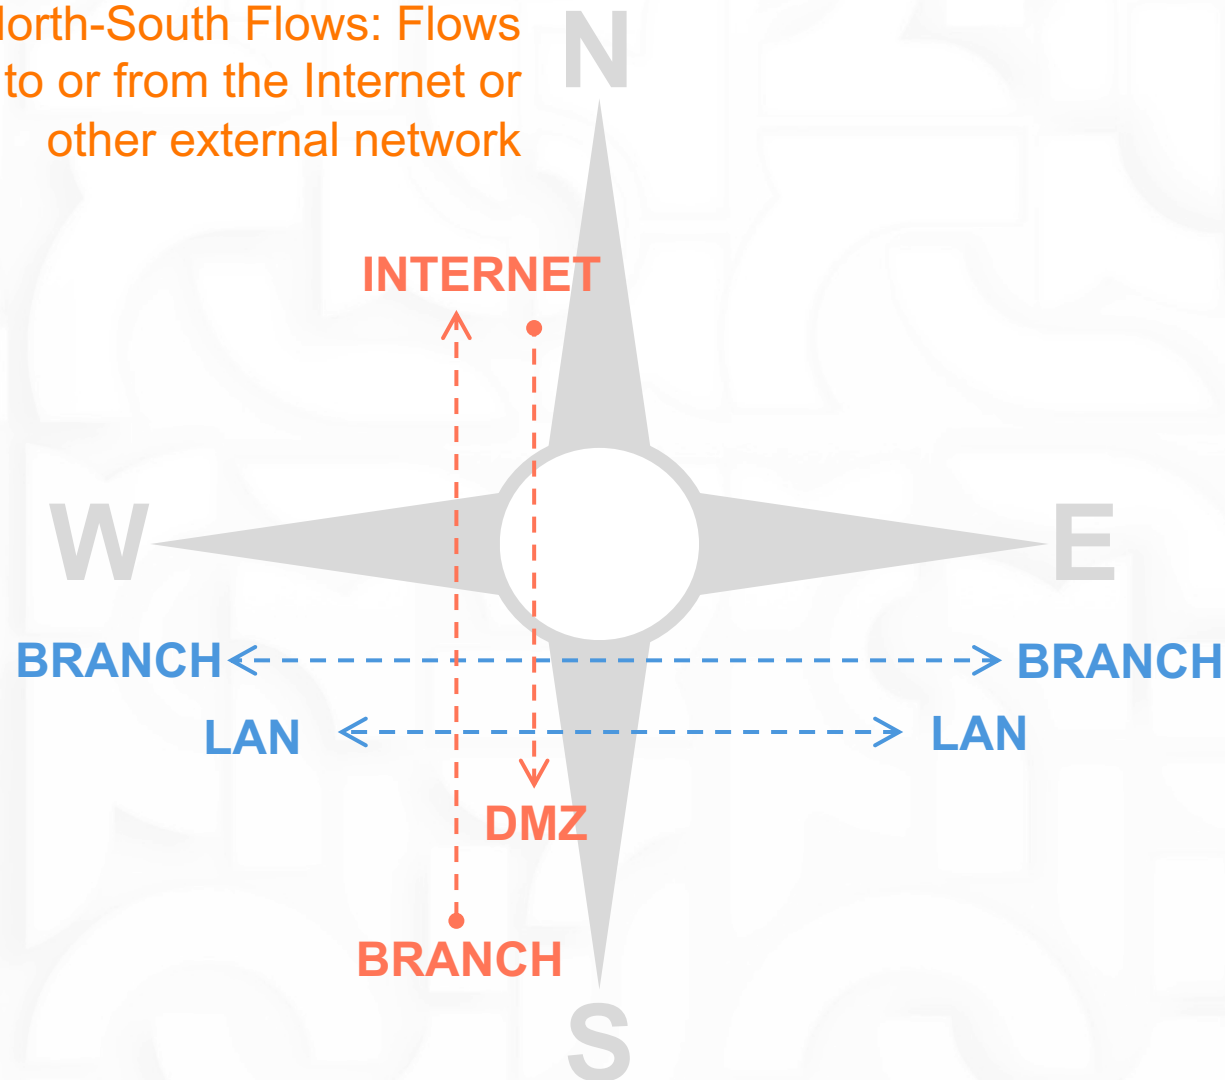 North-South Flows: Flows
to or from the Internet or
other external network
N
INTERNET
W
E
BRANCH
BRANCH
LAN
LAN
DMZ
BRANCH
S